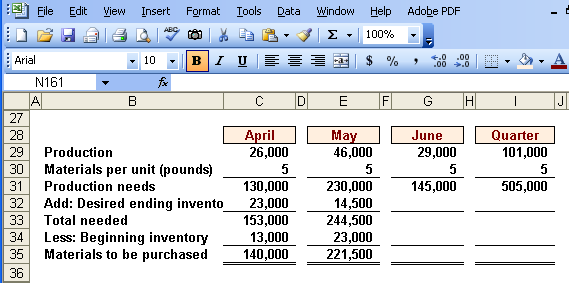 File Edit View Insert Format Tools Data Window Help Adobe PDF
ABC Σ 100%
Arial 10 B I U $ % , .00 .00
N161 fx
A B C D E F G H I J
27
28 April May June Quarter
29 Production 26,000 46,000 29,000 101,000
30 Materials per unit (pounds) 5 5 5 5
31 Production needs 130,000 230,000 145,000 505,000
32 Add: Desired ending invento 23,000 14,500
33 Total needed 153,000 244,500
34 Less: Beginning inventory 13,000 23,000
35 Materials to be purchased 140,000 221,500
36